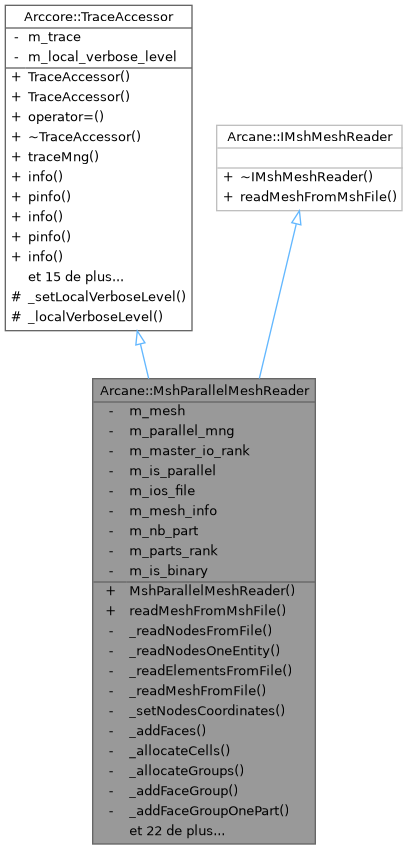 Arccore::TraceAccessor
- m_trace
- m_local_verbose_level
+ TraceAccessor()
+ TraceAccessor()
+ operator=()
+ ~TraceAccessor()
+ traceMng()
+ info()
+ pinfo()
+ info()
+ pinfo()
+ info()
et 15 de plus...
# _setLocalVerboseLevel()
# _localVerboseLevel()
Arcane::IMshMeshReader
+ ~IMshMeshReader()
+ readMeshFromMshFile()
Arcane::MshParallelMeshReader
- m_mesh
- m_parallel_mng
- m_master_io_rank
- m_is_parallel
- m_ios_file
- m_mesh_info
- m_nb_part
- m_parts_rank
- m_is_binary
+ MshParallelMeshReader()
+ readMeshFromMshFile()
- _readNodesFromFile()
- _readNodesOneEntity()
- _readElementsFromFile()
- _readMeshFromFile()
- _setNodesCoordinates()
- _addFaces()
- _allocateCells()
- _allocateGroups()
- _addFaceGroup()
- _addFaceGroupOnePart()
et 22 de plus...